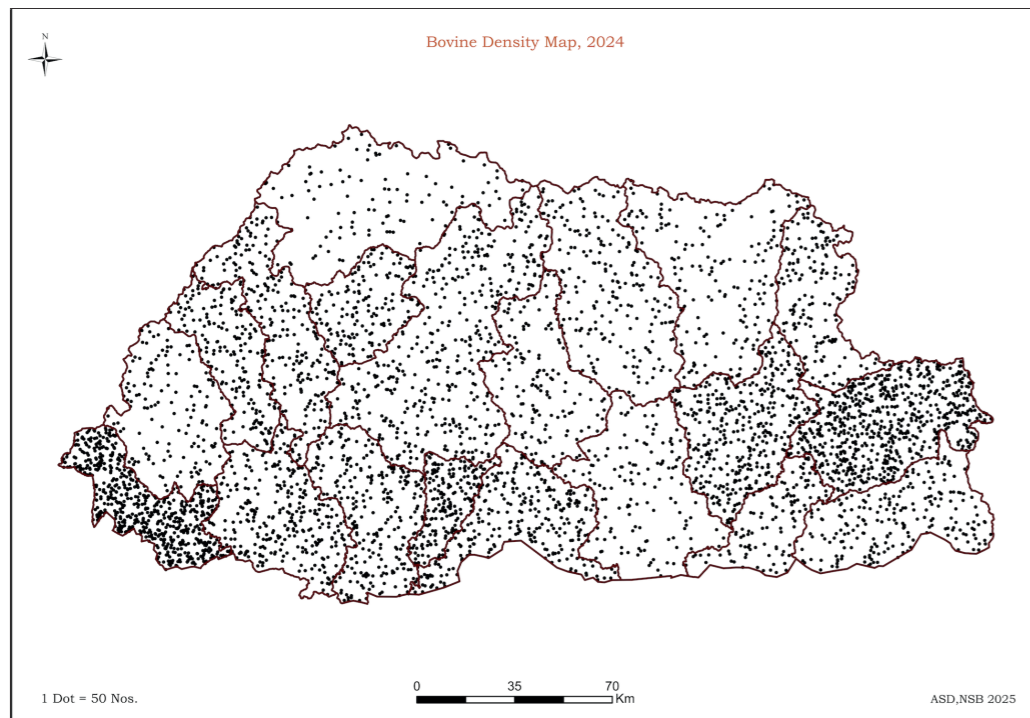 N
Bovine Density Map, 2024
1 Dot = 50 Nos.
0 35 70
Km
ASD,NSB 2025